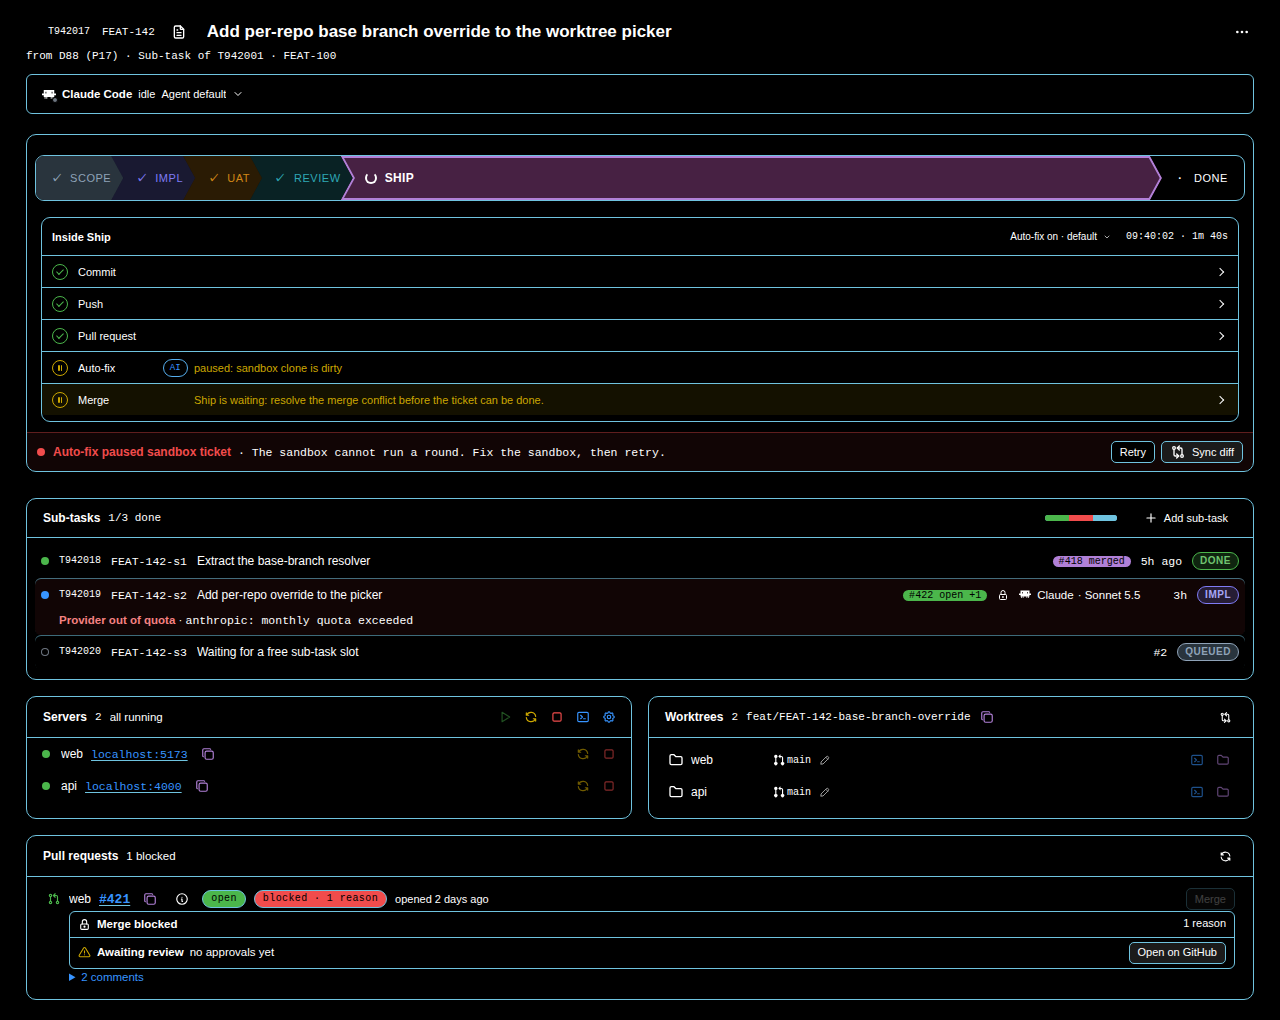 T942017 FEAT-142 Add per-repo base branch override to the worktree picker
from D88 (P17) · Sub-task of T942001 · FEAT-100
Claude Code idle Agent default
SCOPE IMPL UAT REVIEW SHIP · DONE
Inside Ship Auto-fix on · default 09:40:02 · 1m 40s
Commit
Push
Pull request
Auto-fix AI paused: sandbox clone is dirty
Merge Ship is waiting: resolve the merge conflict before the ticket can be done.
Auto-fix paused sandbox ticket · The sandbox cannot run a round. Fix the sandbox, then retry. Retry Sync diff
Sub-tasks 1/3 done Add sub-task
T942018 FEAT-142-s1 Extract the base-branch resolver #418 merged 5h ago DONE
T942019 FEAT-142-s2 Add per-repo override to the picker #422 open +1 Claude · Sonnet 5.5 3h IMPL
Provider out of quota · anthropic: monthly quota exceeded
T942020 FEAT-142-s3 Waiting for a free sub-task slot #2 QUEUED
Servers 2 all running
web localhost:5173
api localhost:4000
Worktrees 2 feat/FEAT-142-base-branch-override
web main
api main
Pull requests 1 blocked
web #421 open blocked · 1 reason opened 2 days ago Merge
Merge blocked 1 reason
Awaiting review no approvals yet Open on GitHub
2 comments